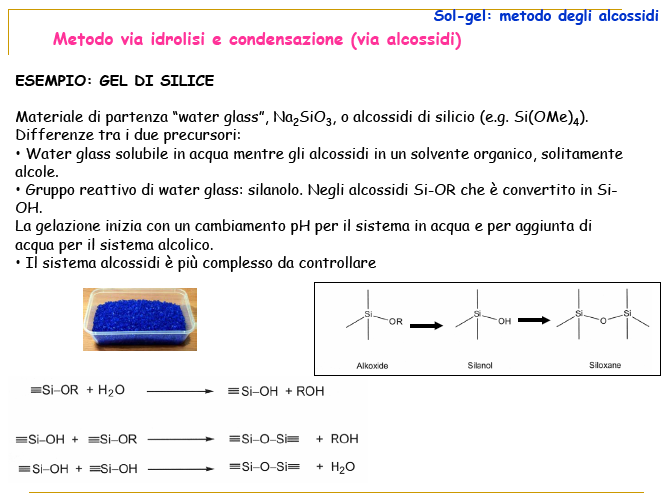 Sol-gel: metodo degli alcossidi
Metodo via idrolisi e condensazione (via alcossidi)
ESEMPIO: GEL DI SILICE
Materiale di partenza “water glass”, Na₂SiO₃, o alcossidi di silicio (e.g. Si(OMe)₄).
Differenze tra i due precursori:
• Water glass solubile in acqua mentre gli alcossidi in un solvente organico, solitamente
alcole.
• Gruppo reattivo di water glass: silanolo. Negli alcossidi Si-OR che è convertito in Si-
OH.
La gelazione inizia con un cambiamento pH per il sistema in acqua e per aggiunta di
acqua per il sistema alcolico.
• Il sistema alcossidi è più complesso da controllare
Si OR Si OH Si O Si
Alkoxide Silanol Siloxane
≡Si–OR + H₂O ⟶ ≡Si–OH + ROH
≡Si–OH + ≡Si–OR ⟶ ≡Si–O–Si≡ + ROH
≡Si–OH + ≡Si–OH ⟶ ≡Si–O–Si≡ + H₂O